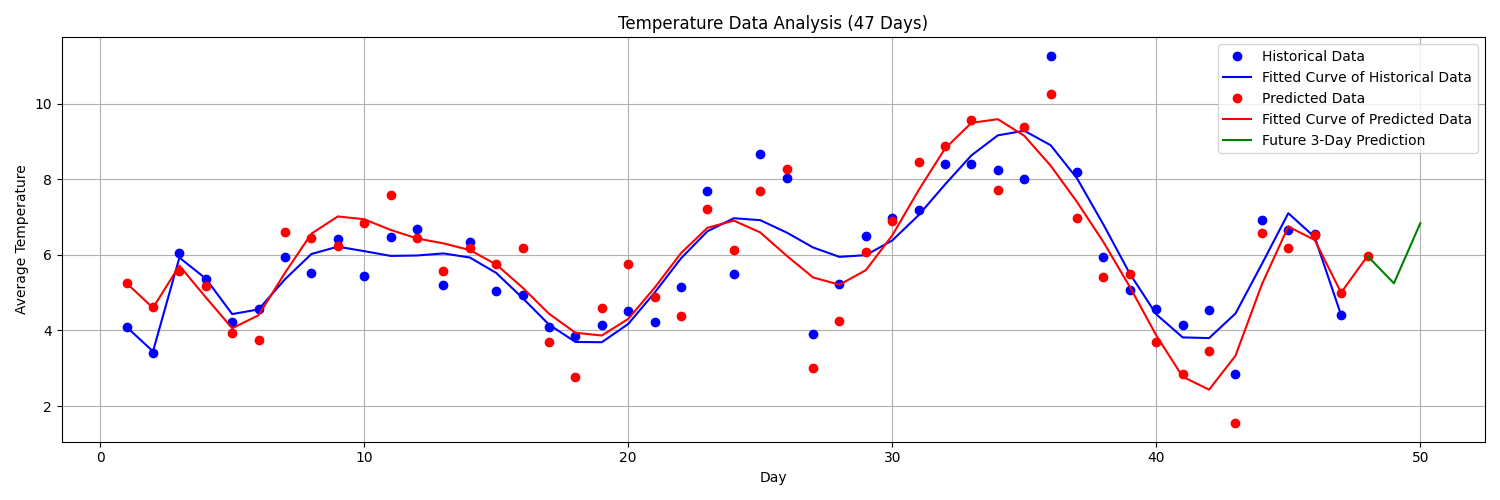 Temperature Data Analysis (47 Days)
Historical Data
Fitted Curve of Historical Data
Predicted Data
Fitted Curve of Predicted Data
Future 3-Day Prediction
Average Temperature
10
8
6
4
2
0
10
20
30
40
50
Day